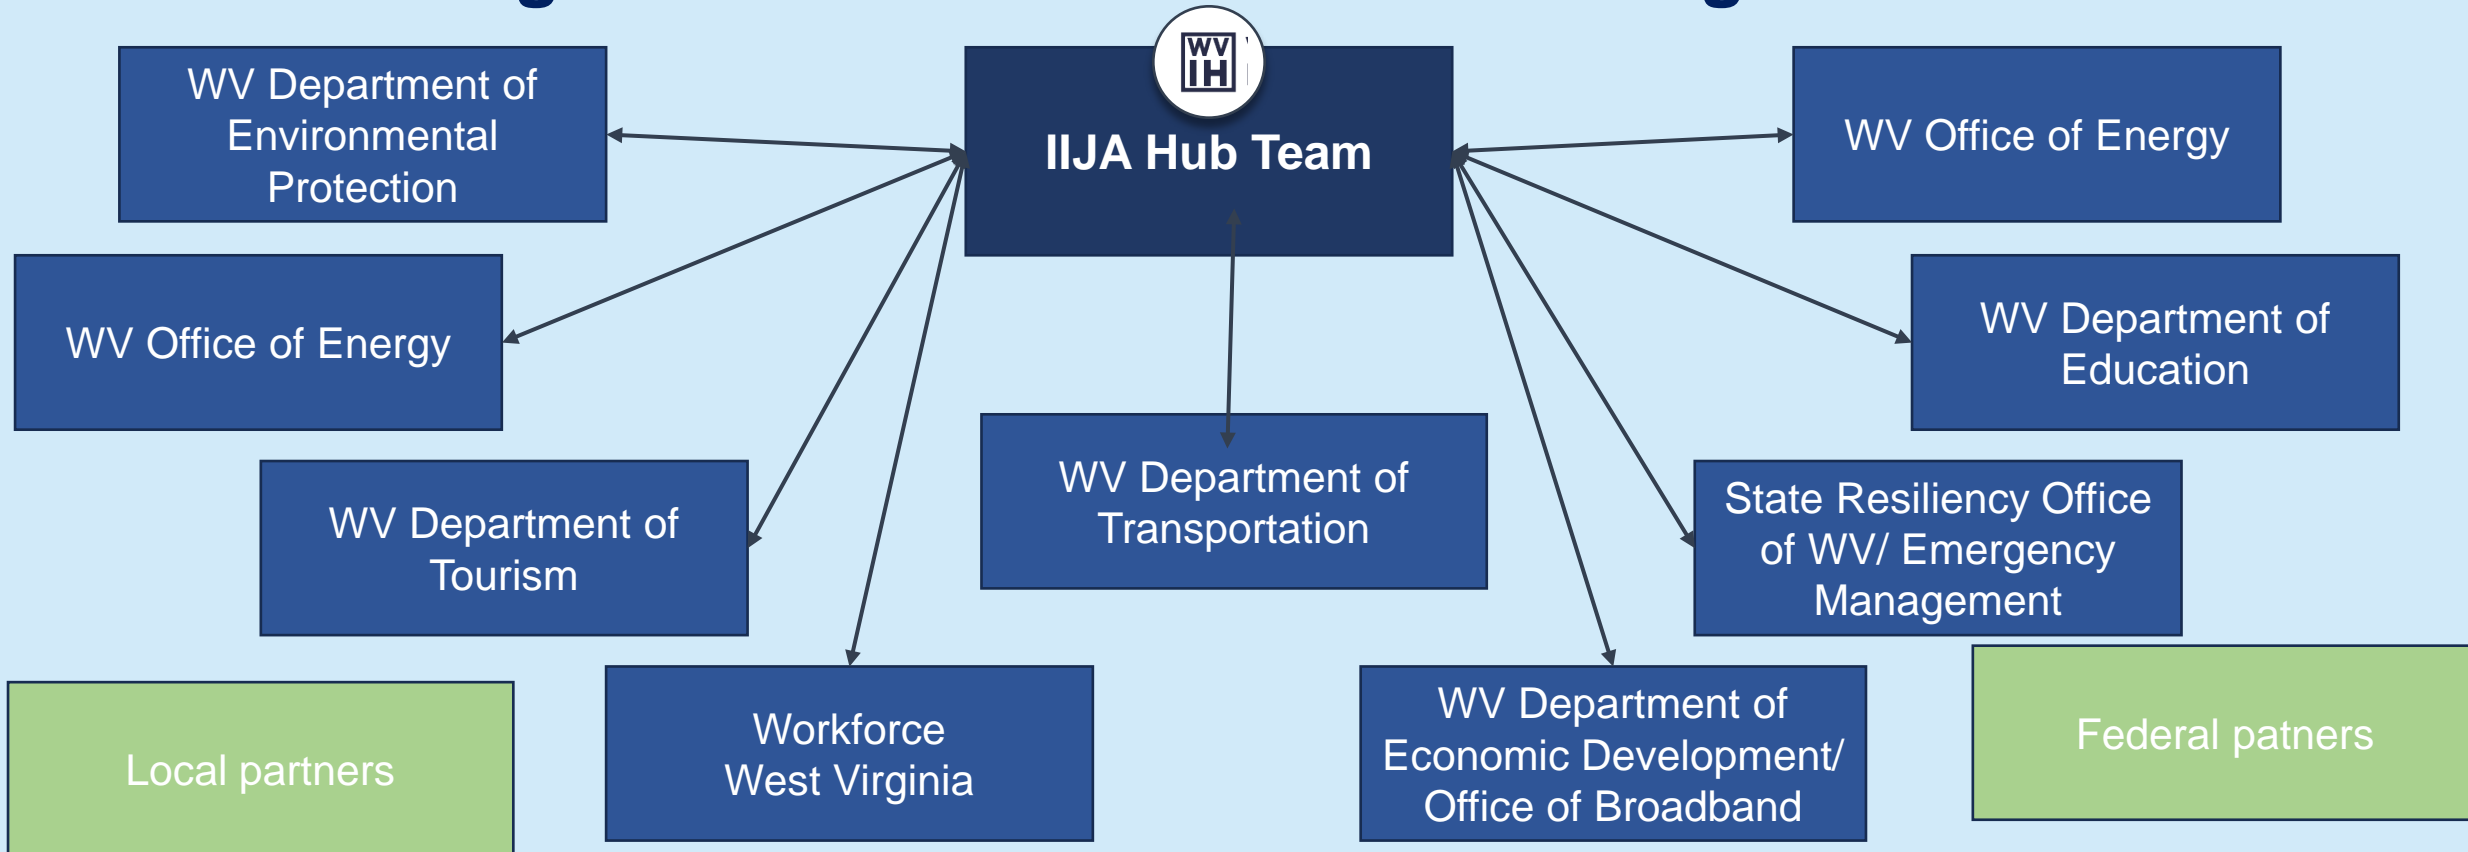 WV
IH
WV Department of
Environmental
Protection
IIJA Hub Team
WV Office of Energy
WV Office of Energy
WV Department of
Education
WV Department of
Tourism
WV Department of
Transportation
State Resiliency Office
of WV/ Emergency
Management
Local partners
Workforce
West Virginia
WV Department of
Economic Development/
Office of Broadband
Federal patners